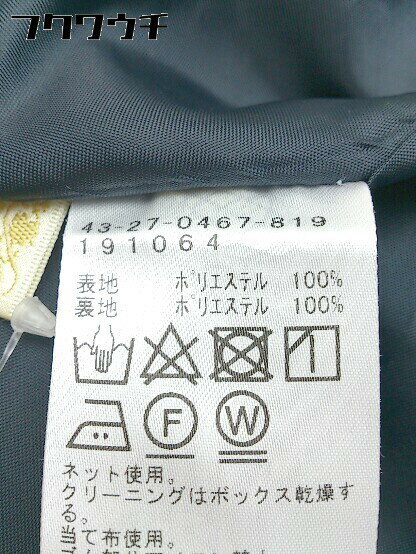 フクウウチ
43-27-0467-819
191064
表地 ポリエステル 100%
裏地 ポリエステル 100%
F W
ネット使用。
クリーニングはボックス乾燥す
る。
当て布使用。